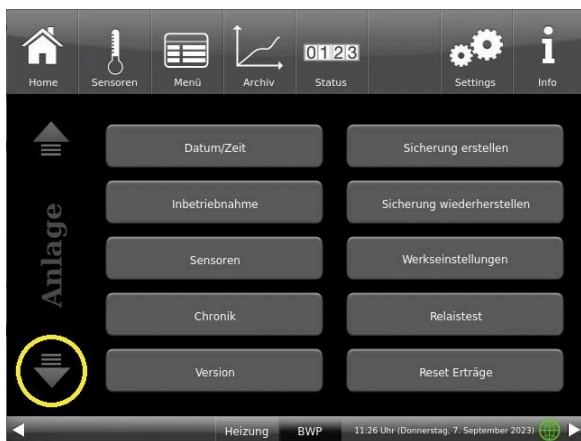 0123
Home Sensoren Menü Archiv Status Settings Info
Anlage
Datum/Zeit Sicherung erstellen
Inbetriebnahme Sicherung wiederherstellen
Sensoren Werkseinstellungen
Chronik Relaistest
Version Reset Erträge
Heizung BWP 11:26 Uhr (Donnerstag, 7. September 2023)